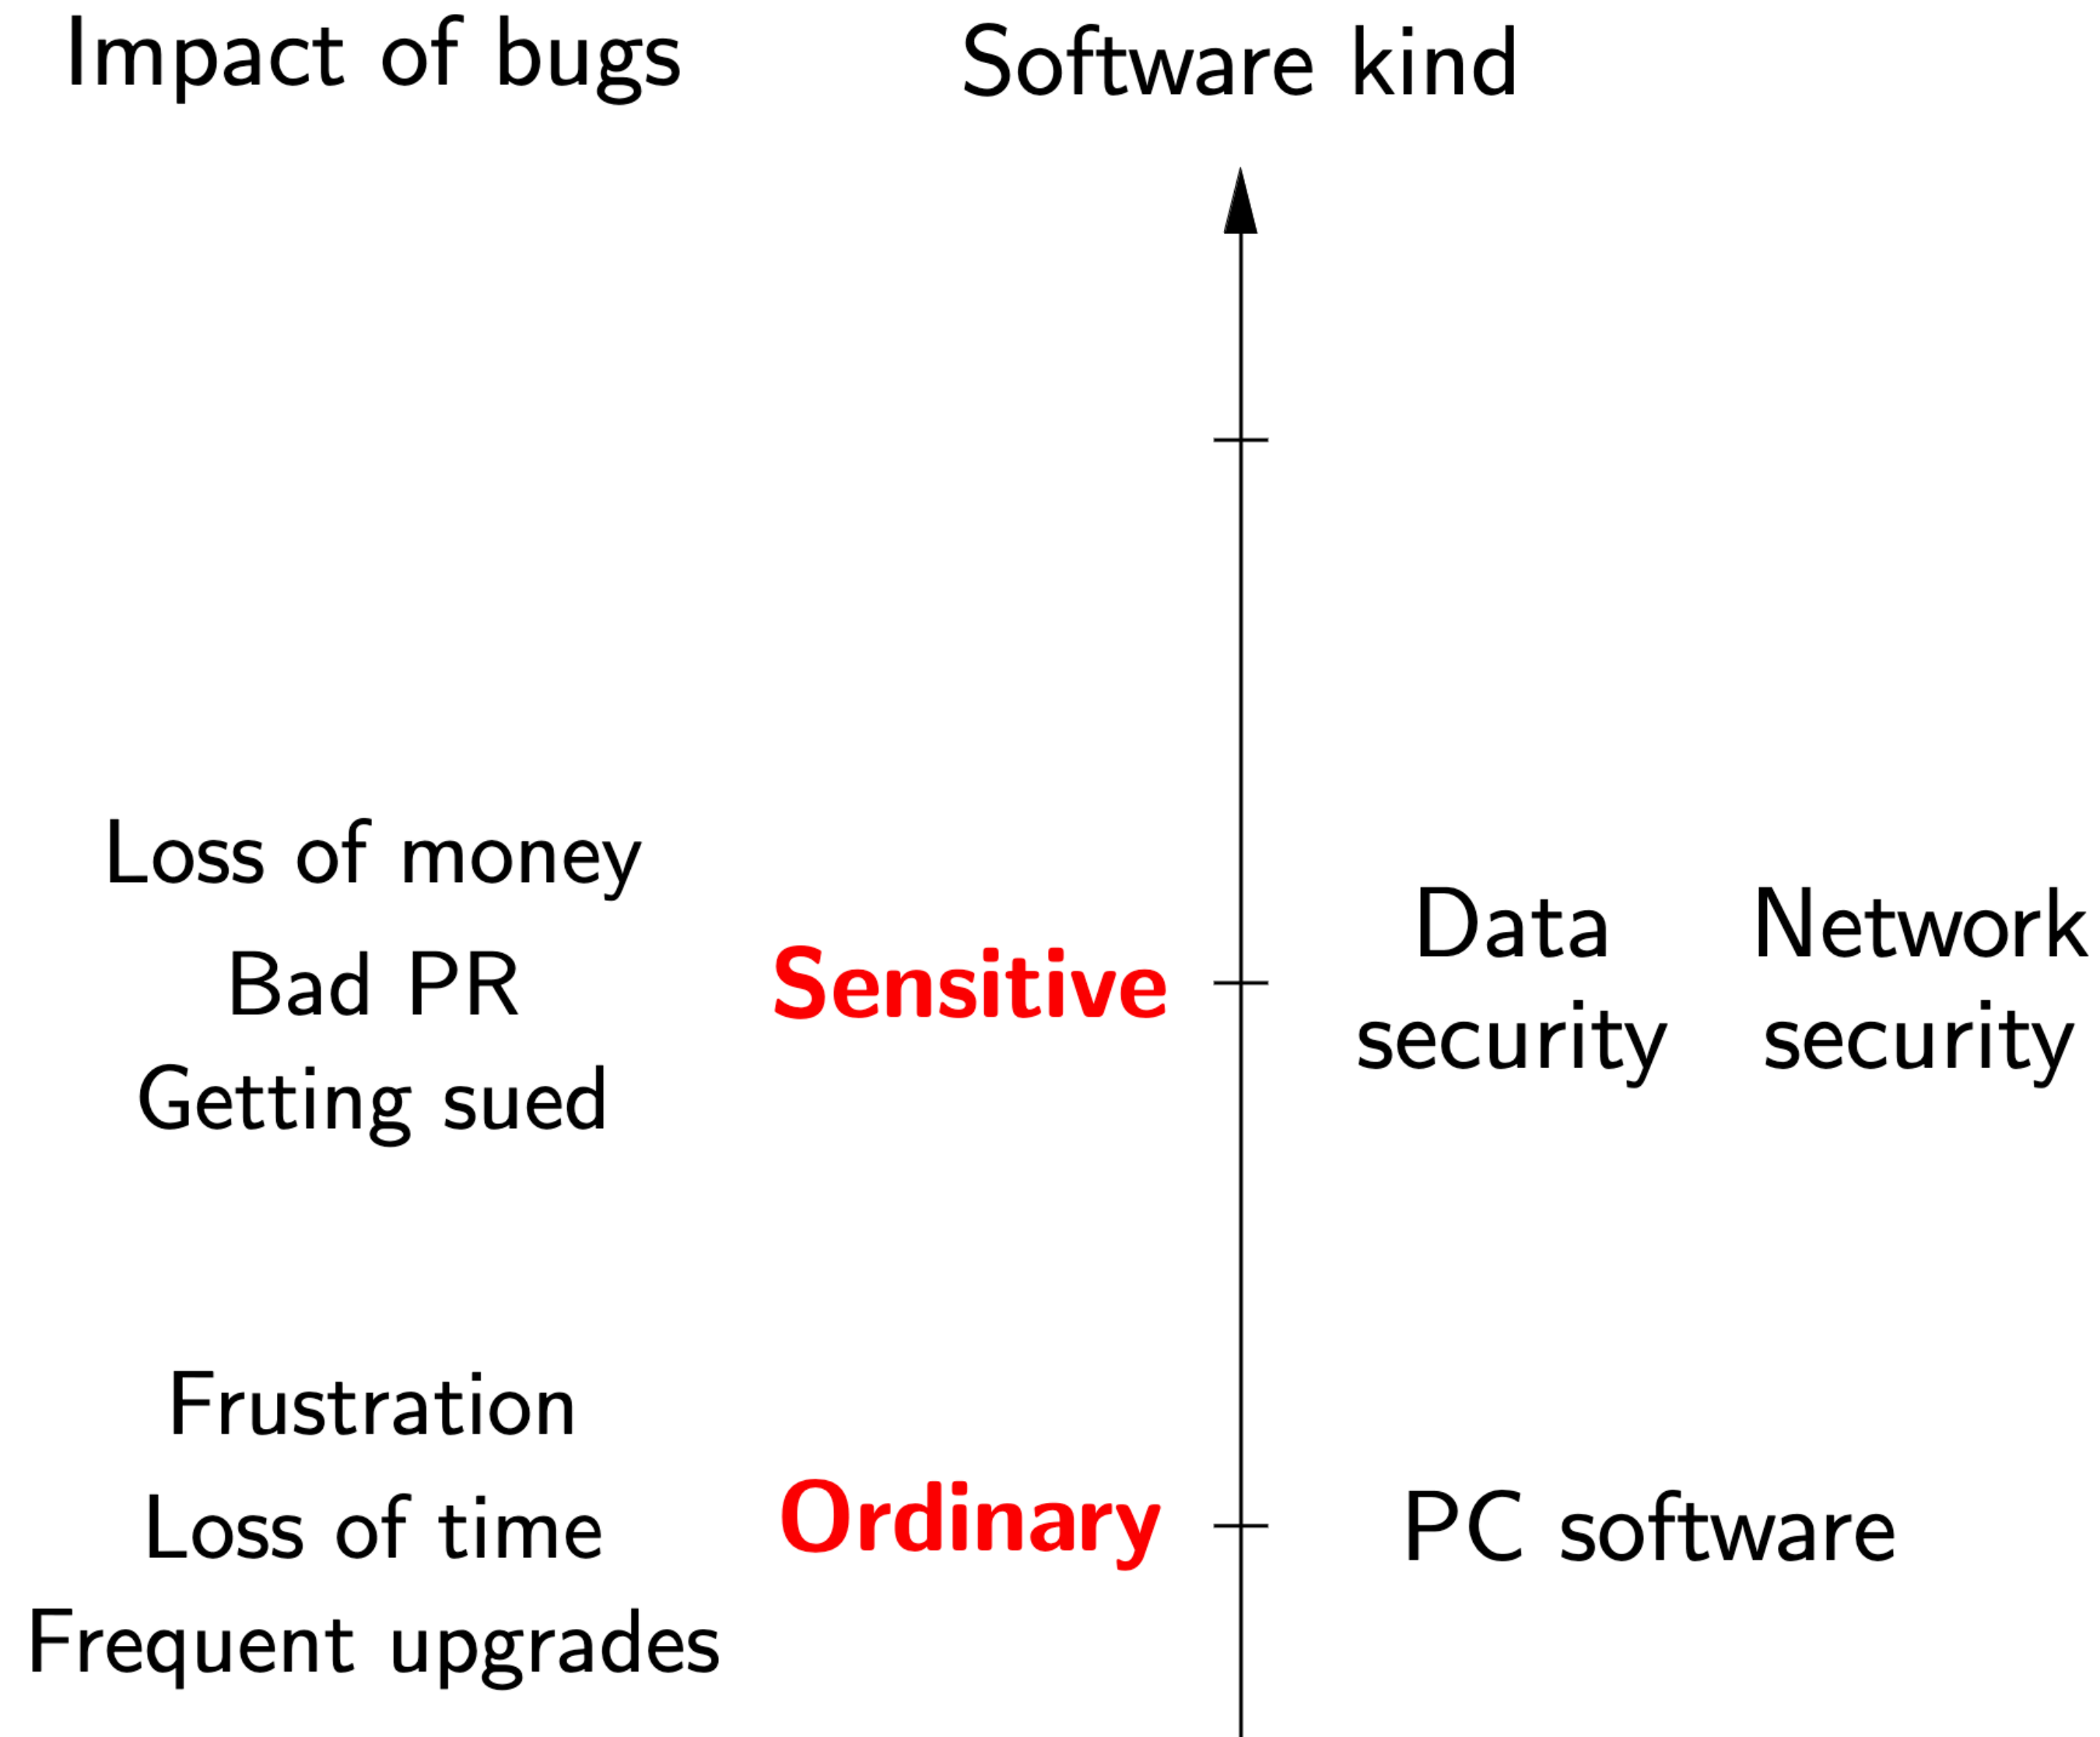 Impact of bugs
Software kind
Loss of money
Bad PR
Getting sued
Sensitive
Data
security
Network
security
Frustration
Loss of time
Frequent upgrades
Ordinary
PC software